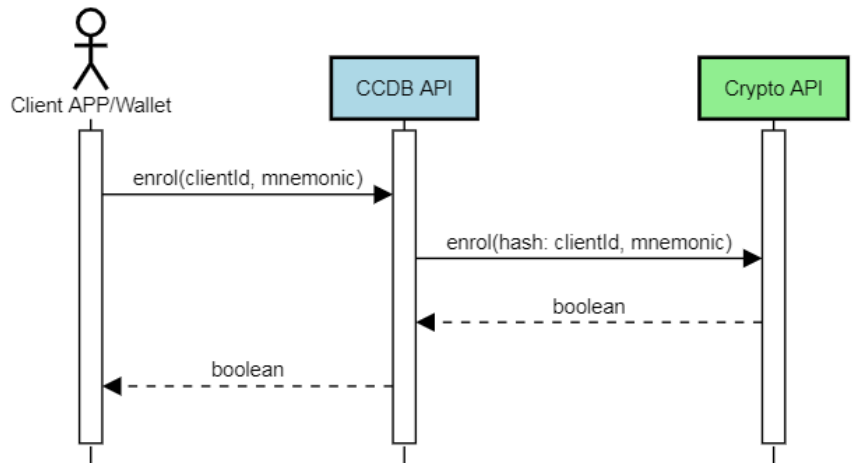 Client APP/Wallet
CCDB API
Crypto API
enrol(clientId, mnemonic)
enrol(hash: clientId, mnemonic)
boolean
boolean